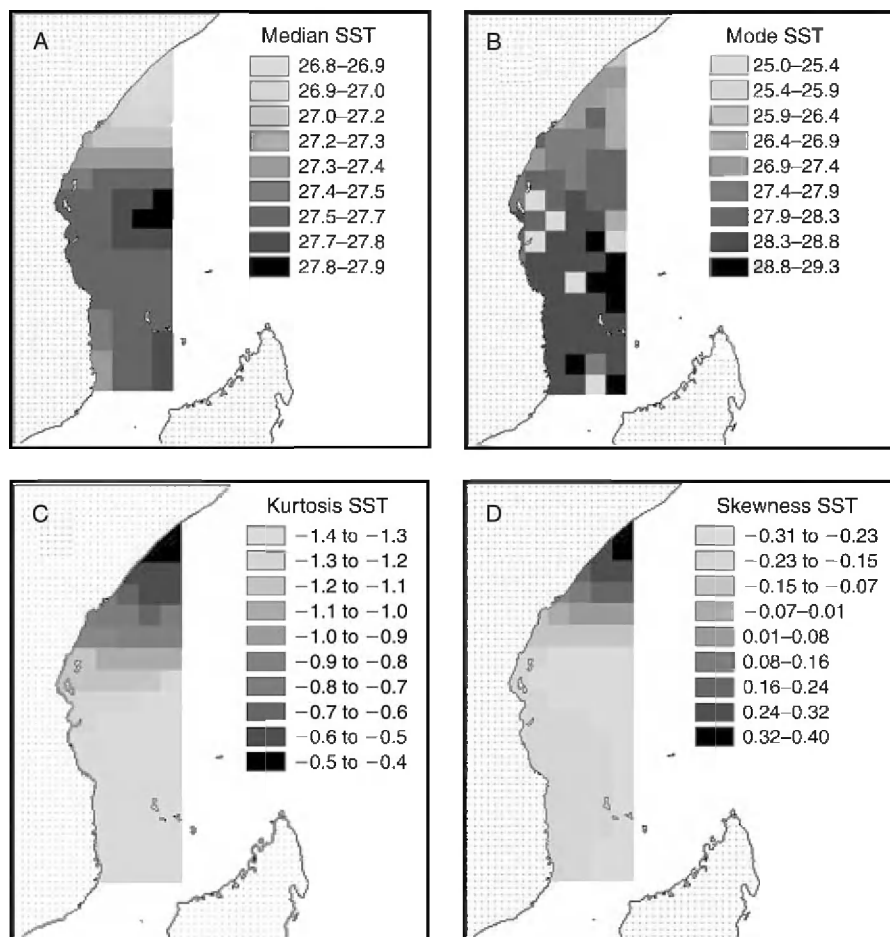 A
Median SST
26.8–26.9
26.9–27.0
27.0–27.2
27.2–27.3
27.3–27.4
27.4–27.5
27.5–27.7
27.7–27.8
27.8–27.9
B
Mode SST
25.0–25.4
25.4–25.9
25.9–26.4
26.4–26.9
26.9–27.4
27.4–27.9
27.9–28.3
28.3–28.8
28.8–29.3
C
Kurtosis SST
−1.4 to −1.3
−1.3 to −1.2
−1.2 to −1.1
−1.1 to −1.0
−1.0 to −0.9
−0.9 to −0.8
−0.8 to −0.7
−0.7 to −0.6
−0.6 to −0.5
−0.5 to −0.4
D
Skewness SST
−0.31 to −0.23
−0.23 to −0.15
−0.15 to −0.07
−0.07–0.01
0.01–0.08
0.08–0.16
0.16–0.24
0.24–0.32
0.32–0.40